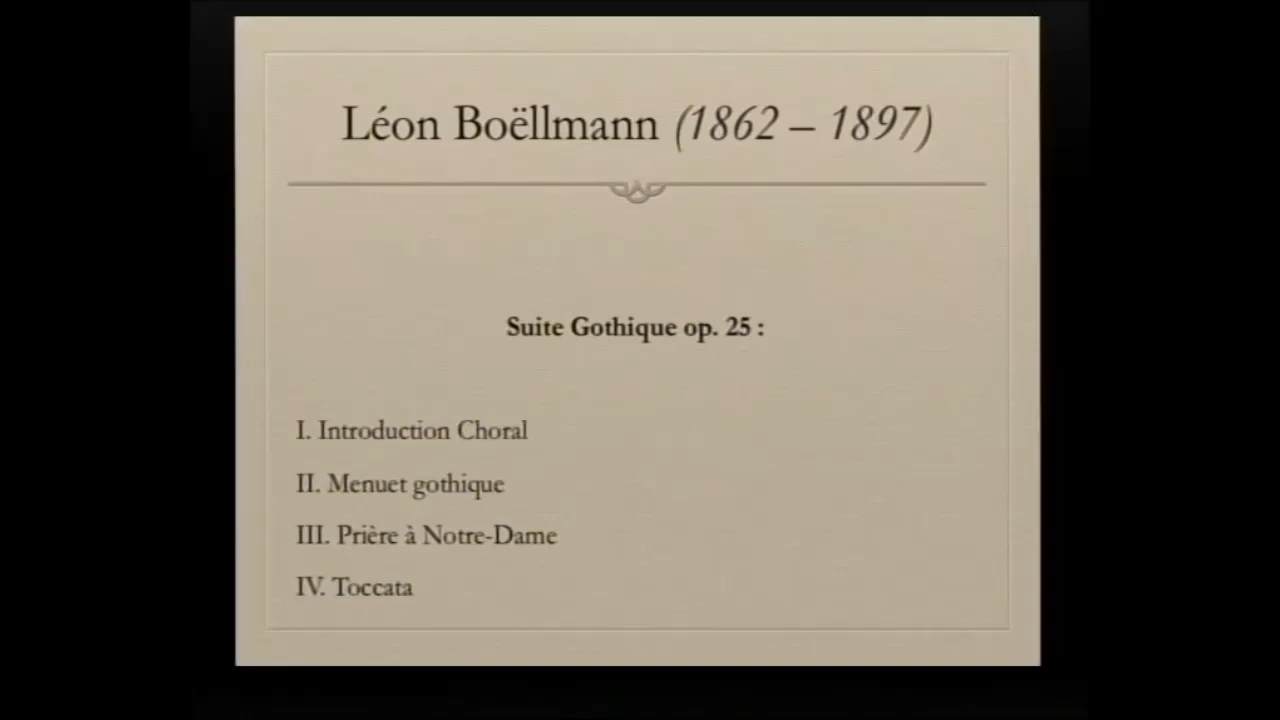 Léon Boëllmann (1862 – 1897)
Suite Gothique op. 25 :
I. Introduction Choral
II. Menuet gothique
III. Prière à Notre-Dame
IV. Toccata